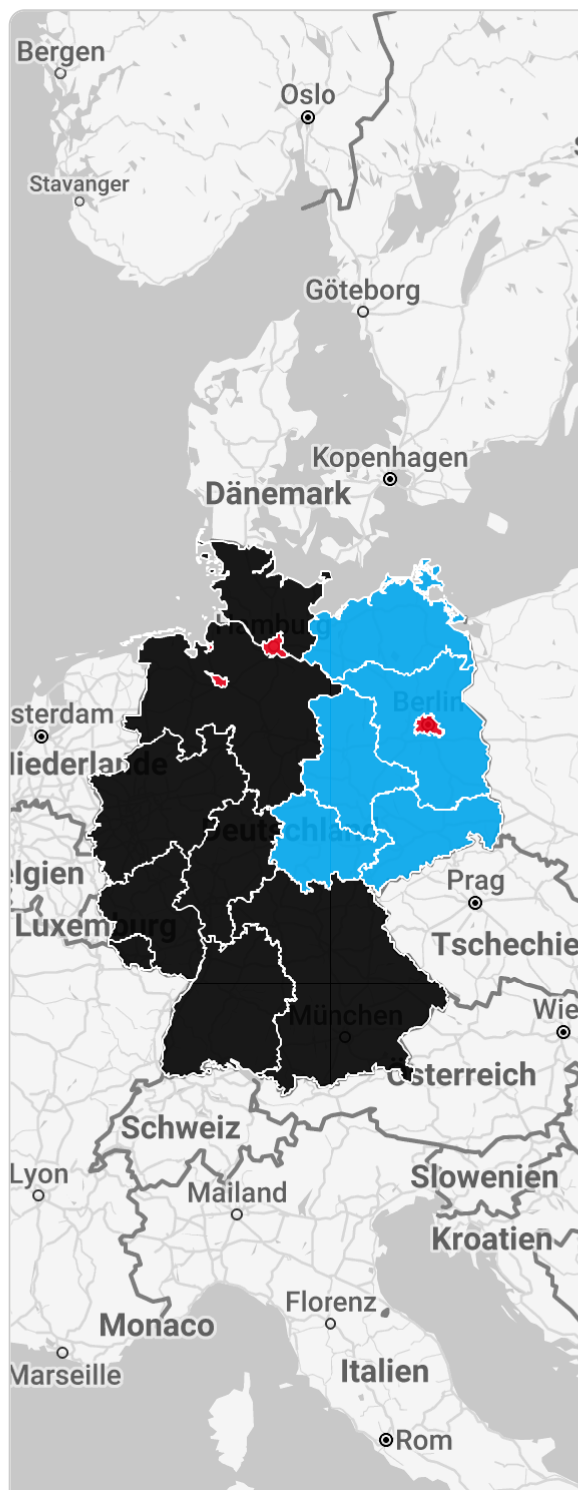 Bergen
Oslo
Stavanger
Göteborg
Kopenhagen
Dänemark
Hamburg
Berlin
sterdam
Niederlande
Deutschland
elgien
Prag
Luxemburg
Tschechie
Wie
München
Österreich
Schweiz
Lyon
Slowenien
Mailand
Kroatien
Florenz
Monaco
Marseille
Italien
Rom